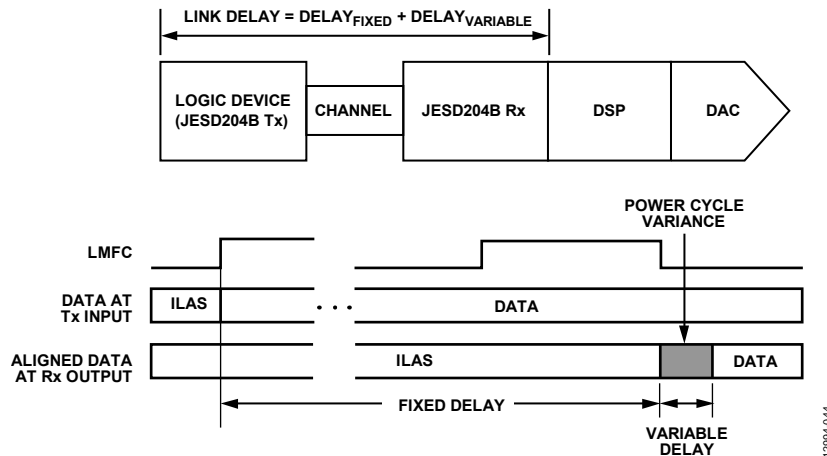 LINK DELAY = DELAYFIXED + DELAYVARIABLE
LOGIC DEVICE
(JESD204B Tx)
CHANNEL
JESD204B Rx
DSP
DAC
POWER CYCLE
VARIANCE
LMFC
DATA AT
Tx INPUT
ILAS
. . .
DATA
ALIGNED DATA
AT Rx OUTPUT
ILAS
DATA
FIXED DELAY
VARIABLE
DELAY